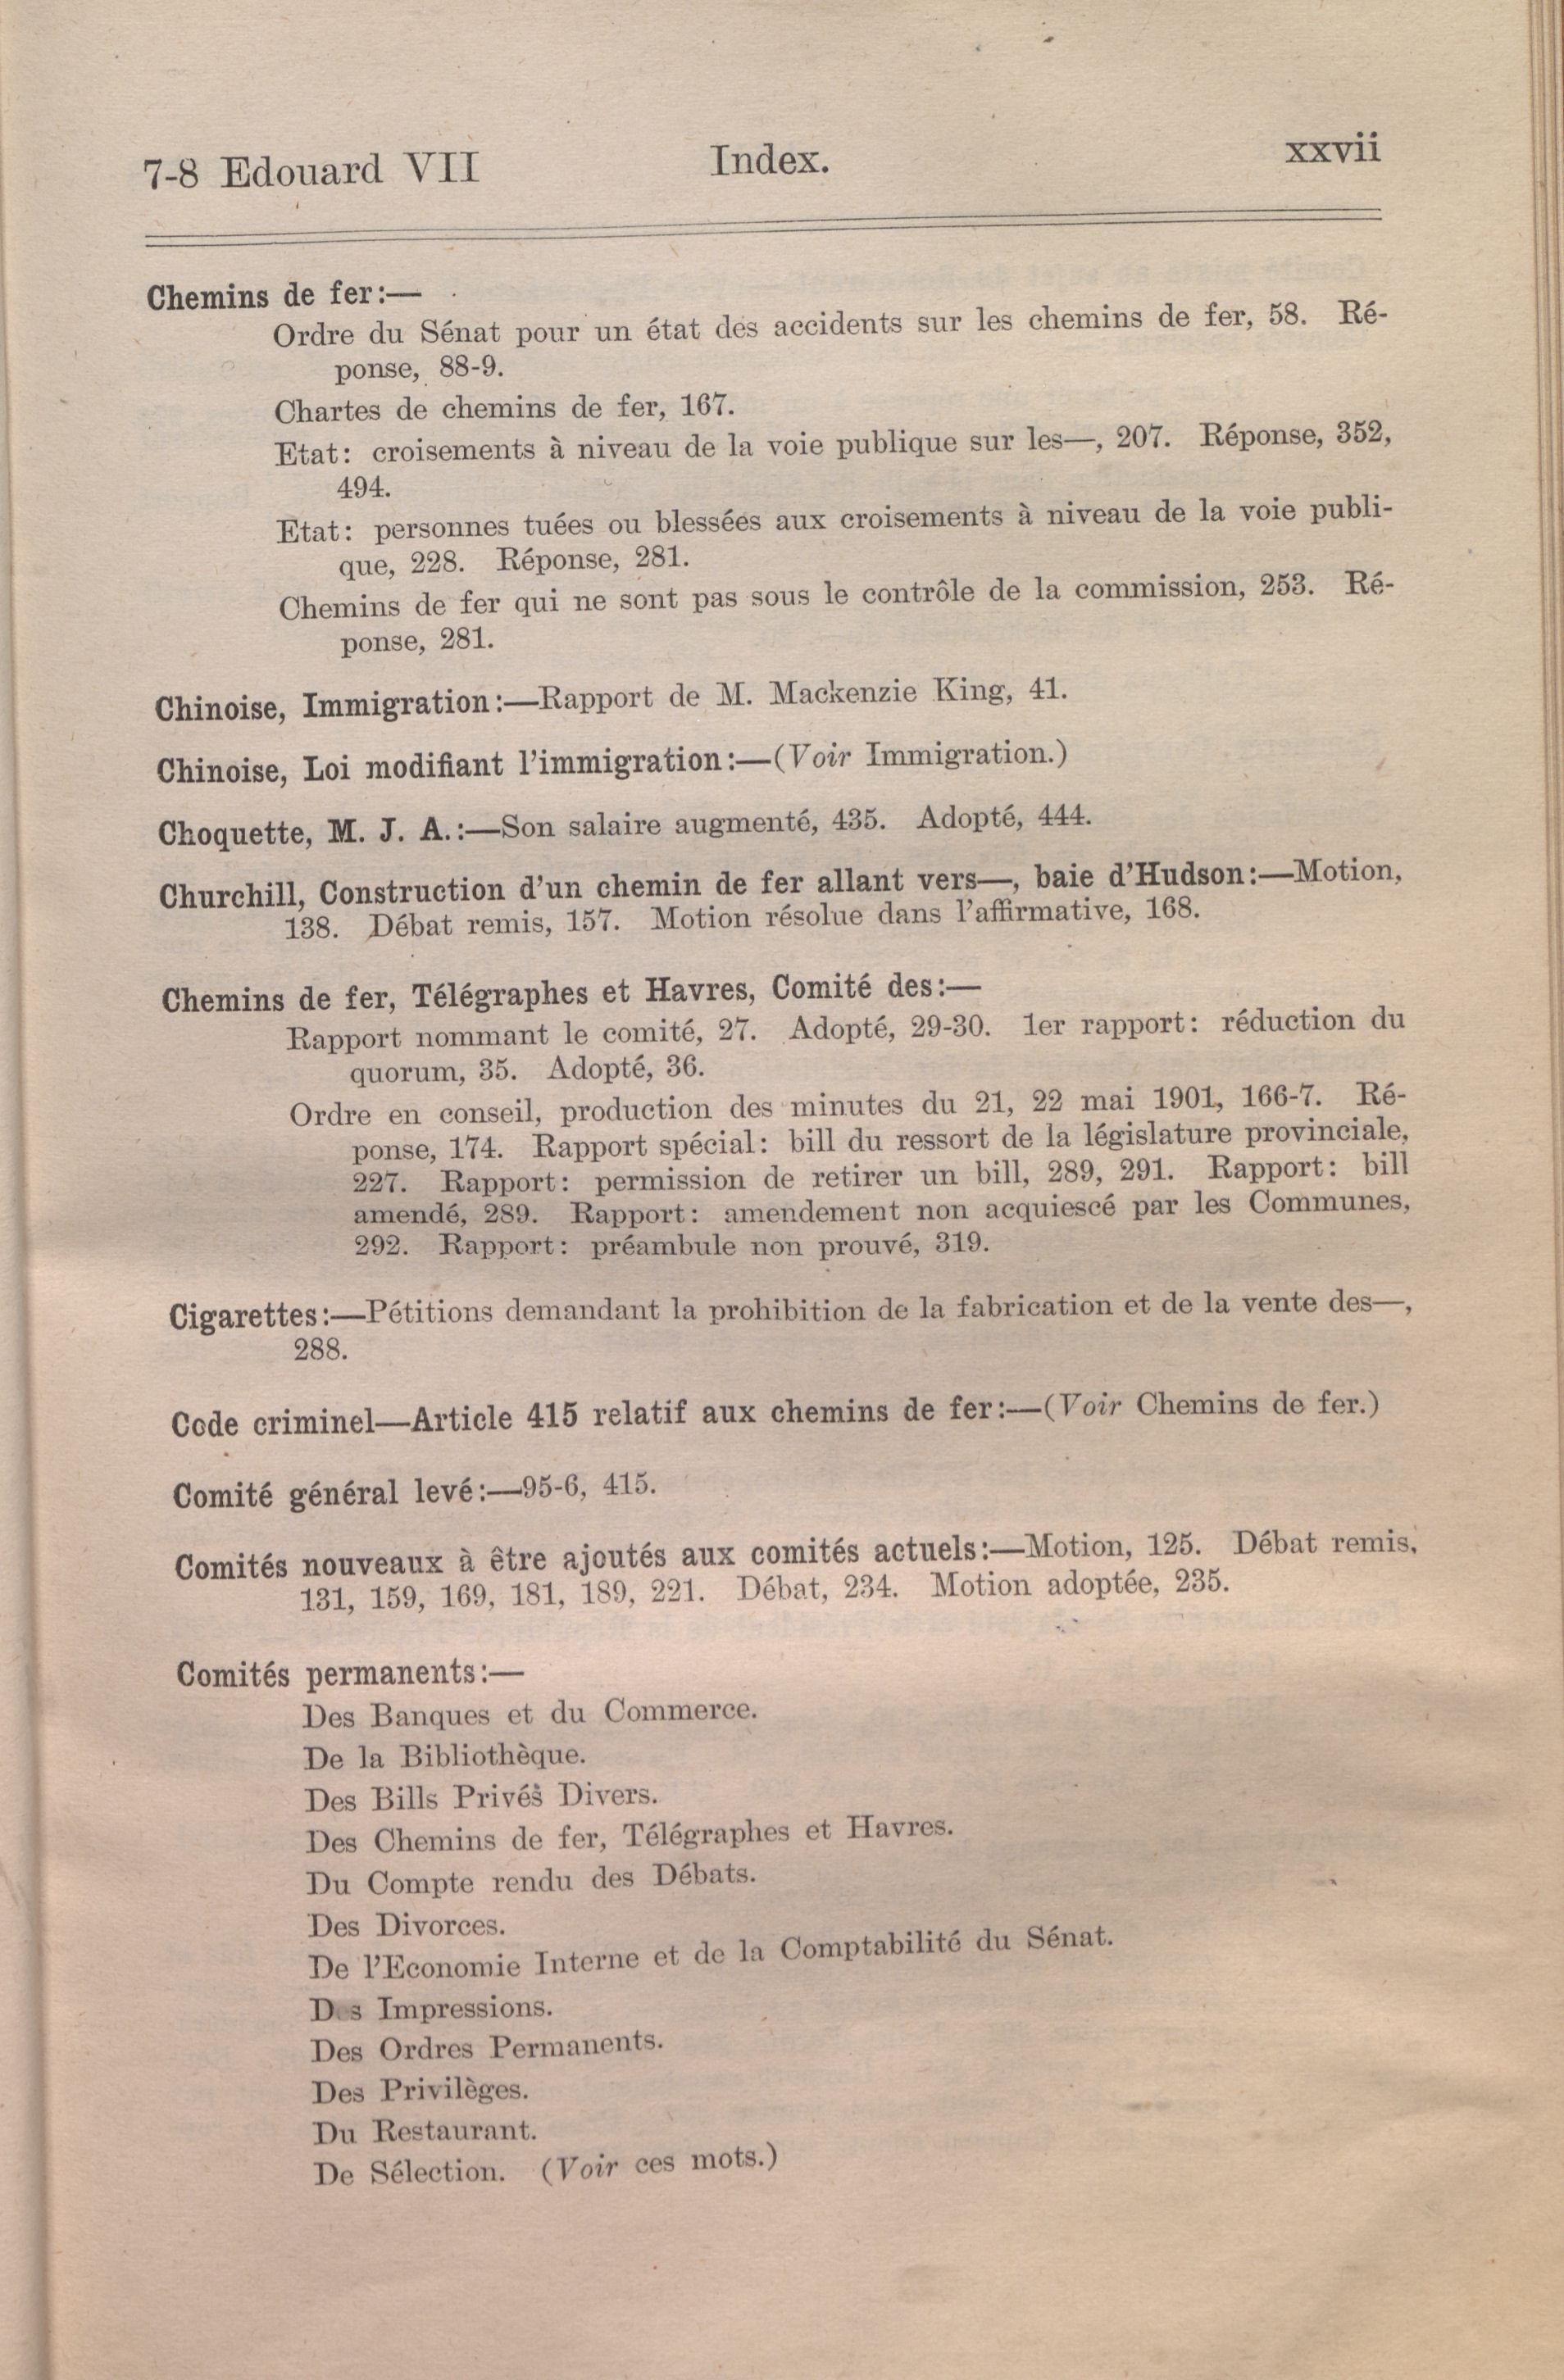 7-8 Edouard VII Index. xxvii
Chemins de fer:—
Ordre du Sénat pour un état des accidents sur les chemins de fer, 58. Ré-
ponse, 88-9.
Chartes de chemins de fer, 167.
Etat: croisements à niveau de la voie publique sur les—, 207. Réponse, 352,
494.
Etat: personnes tuées ou blessées aux croisements à niveau de la voie publi-
que, 228. Réponse, 281.
Chemins de fer qui ne sont pas sous le contrôle de la commission, 253. Ré-
ponse, 281.
Chinoise, Immigration:—Rapport de M. Mackenzie King, 41.
Chinoise, Loi modifiant l'immigration:—(Voir Immigration.)
Choquette, M. J. A.:—Son salaire augmenté, 435. Adopté, 444.
Churchill, Construction d'un chemin de fer allant vers—, baie d'Hudson:—Motion,
138. Débat remis, 157. Motion résolue dans l'affirmative, 168.
Chemins de fer, Télégraphes et Havres, Comité des:—
Rapport nommant le comité, 27. Adopté, 29-30. 1er rapport: réduction du
quorum, 35. Adopté, 36.
Ordre en conseil, production des minutes du 21, 22 mai 1901, 166-7. Ré-
ponse, 174. Rapport spécial: bill du ressort de la législature provinciale,
227. Rapport: permission de retirer un bill, 289, 291. Rapport: bill
amendé, 289. Rapport: amendement non acquiescé par les Communes,
292. Rapport: préambule non prouvé, 319.
Cigarettes:—Pétitions demandant la prohibition de la fabrication et de la vente des—,
288.
Code criminel—Article 415 relatif aux chemins de fer:—(Voir Chemins de fer.)
Comité général levé:—95-6, 415.
Comités nouveaux à être ajoutés aux comités actuels:—Motion, 125. Débat remis,
131, 159, 169, 181, 189, 221. Débat, 234. Motion adoptée, 235.
Comités permanents:—
Des Banques et du Commerce.
De la Bibliothèque.
Des Bills Privés Divers.
Des Chemins de fer, Télégraphes et Havres.
Du Compte rendu des Débats.
Des Divorces.
De l'Economie Interne et de la Comptabilité du Sénat.
Des Impressions.
Des Ordres Permanents.
Des Privilèges.
Du Restaurant.
De Sélection. (Voir ces mots.)